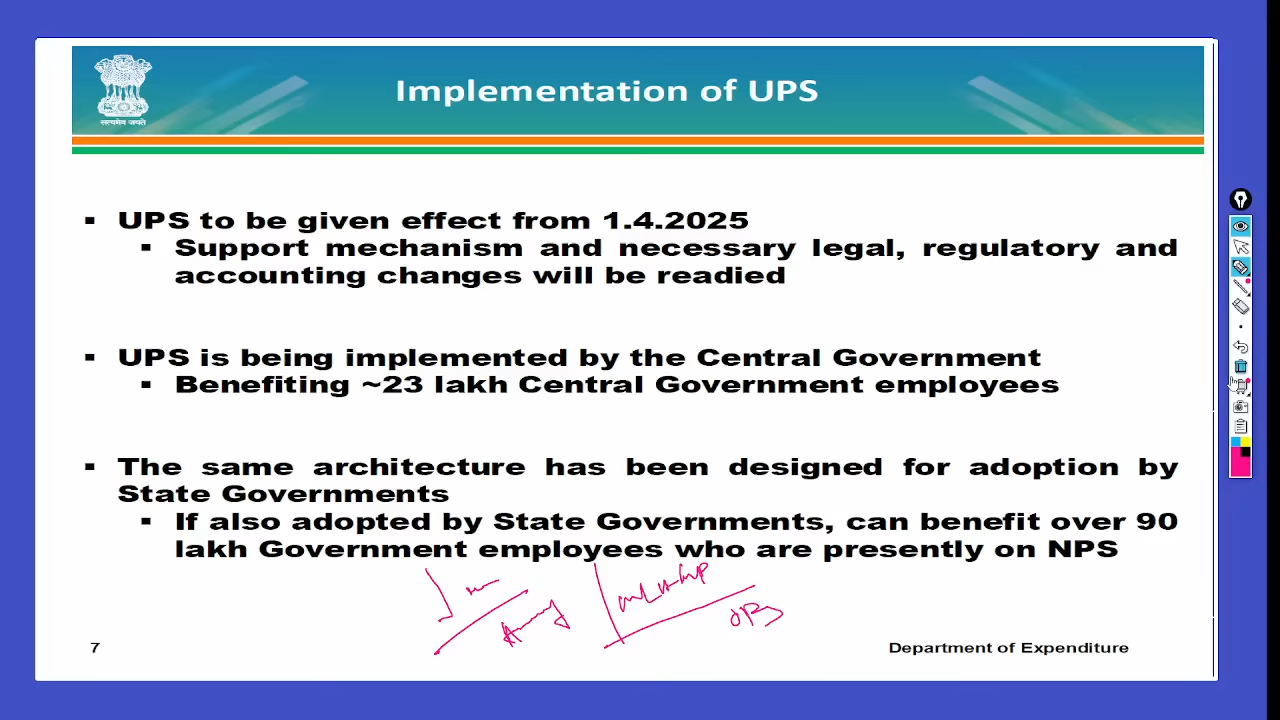 सत्यमेव जयते
Implementation of UPS
▪ UPS to be given effect from 1.4.2025
▪ Support mechanism and necessary legal, regulatory and
accounting changes will be readied
▪ UPS is being implemented by the Central Government
▪ Benefiting ~23 lakh Central Government employees
▪ The same architecture has been designed for adoption by
State Governments
▪ If also adopted by State Governments, can benefit over 90
lakh Government employees who are presently on NPS
7
Department of Expenditure